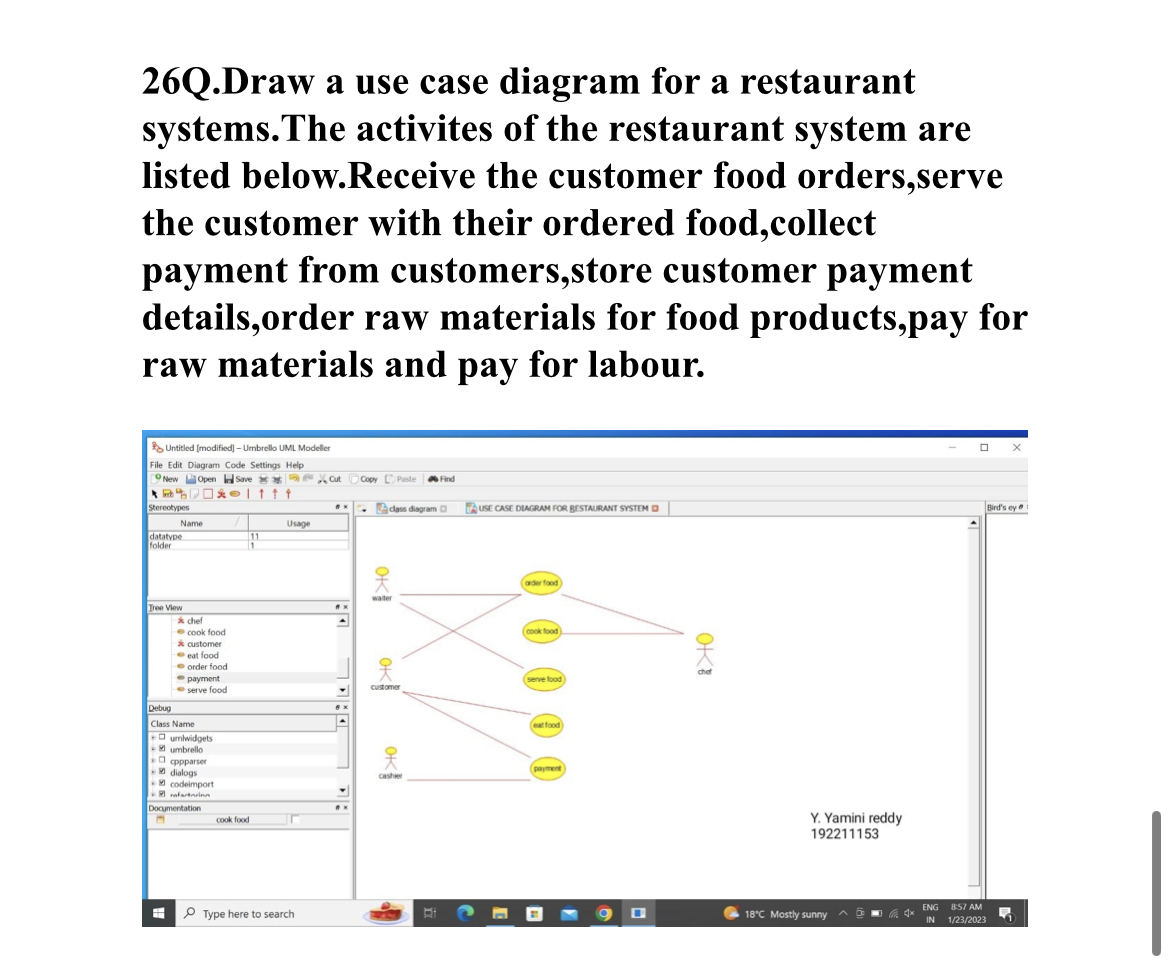 26Q.Draw a use case diagram for a restaurant
systems.The activites of the restaurant system are
listed below.Receive the customer food orders,serve
the customer with their ordered food,collect
payment from customers,store customer payment
details,order raw materials for food products,pay for
raw materials and pay for labour.
Untitled [modified] – Umbrello UML Modeller
File Edit Diagram Code Settings Help
New Open Save Cut Copy Paste Find
Stereotypes
class diagram
USE CASE DIAGRAM FOR RESTAURANT SYSTEM
Bird's ey
Name Usage
datatype 11
folder 1
Tree View
chef
cook food
customer
eat food
order food
payment
serve food
Debug
Class Name
umlwidgets
umbrello
cppparser
dialogs
codeimport
refactoring
Documentation
cook food
waiter
order food
cook food
chef
customer
serve food
eat food
cashier
payment
Y. Yamini reddy
192211153
Type here to search
18°C Mostly sunny
ENG
IN
8:57 AM
1/23/2023
1